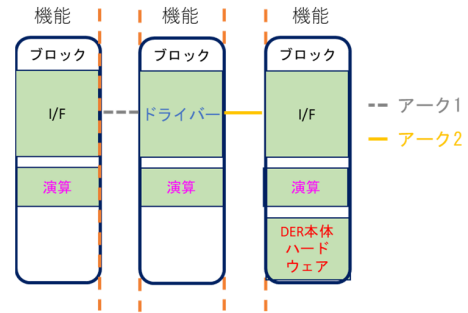 機能 機能 機能
ブロック ブロック ブロック
I/F ドライバー I/F
アーク1
アーク2
演算 演算 演算
DER本体
ハード
ウェア